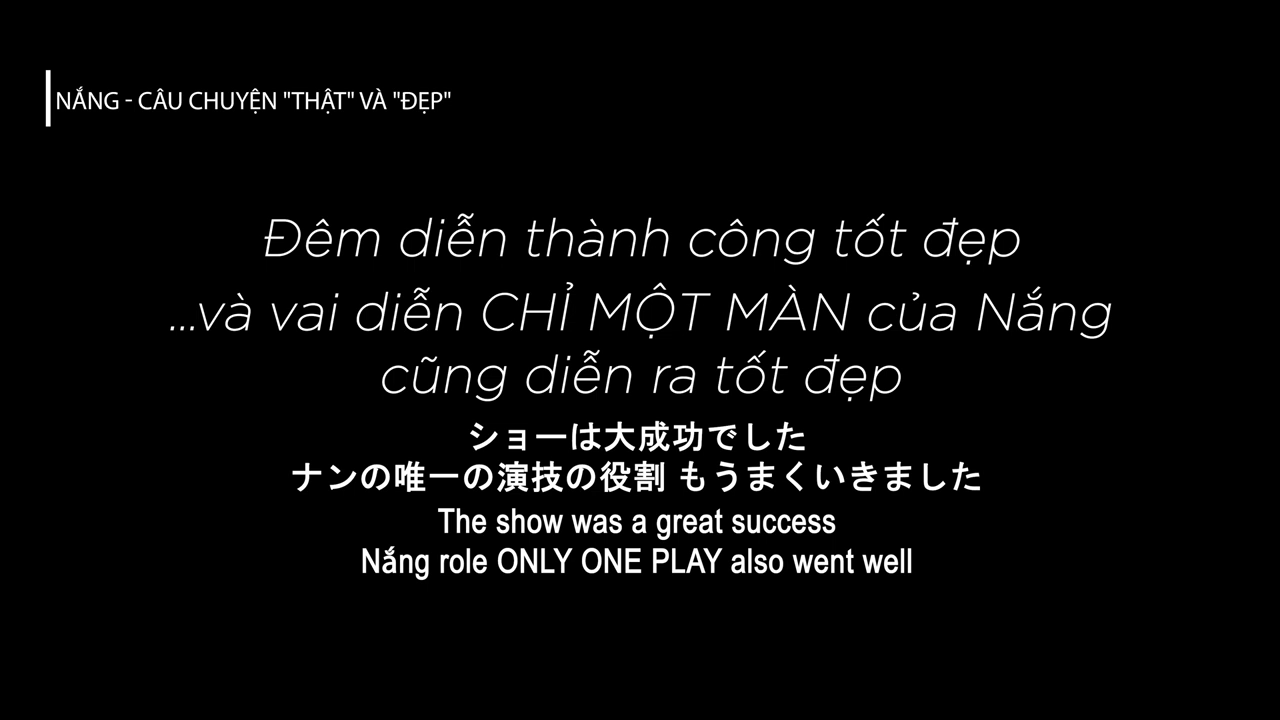 NẮNG - CÂU CHUYỆN "THẬT" VÀ "ĐẸP"
Đêm diễn thành công tốt đẹp
...và vai diễn CHỈ MỘT MÀN của Nắng
cũng diễn ra tốt đẹp
ショーは大成功でした
ナンの唯一の演技の役割 もうまくいきました
The show was a great success
Nắng role ONLY ONE PLAY also went well